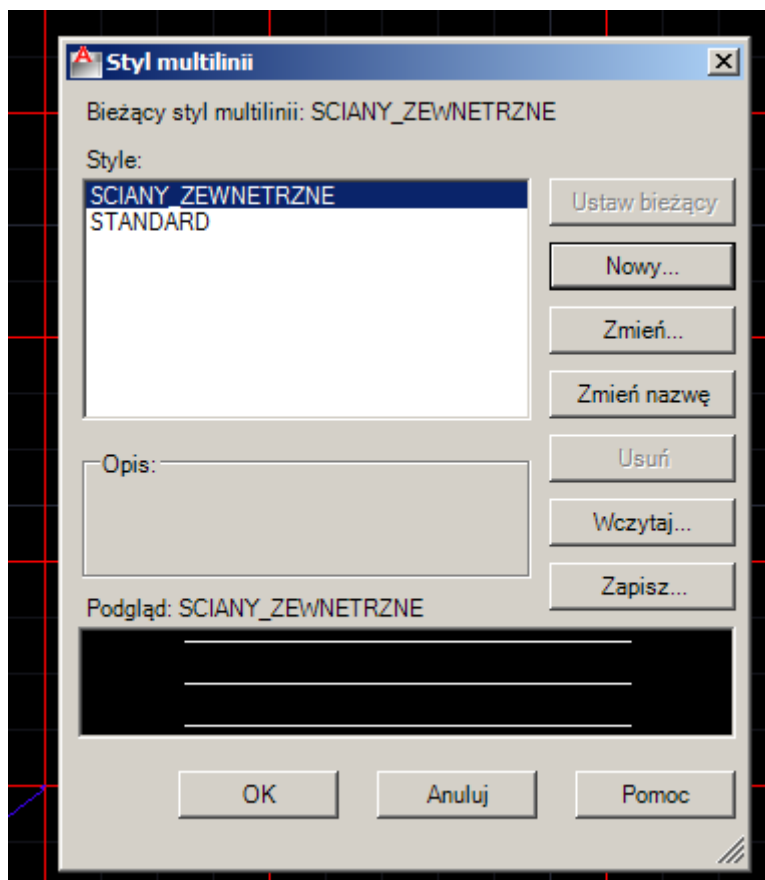 Styl multilinii
Bieżący styl multilinii: SCIANY_ZEWNETRZNE
Style:
SCIANY_ZEWNETRZNE
STANDARD
Ustaw bieżący
Nowy...
Zmień...
Zmień nazwę
Usuń
Wczytaj...
Zapisz...
Opis:
Podgląd: SCIANY_ZEWNETRZNE
OK
Anuluj
Pomoc